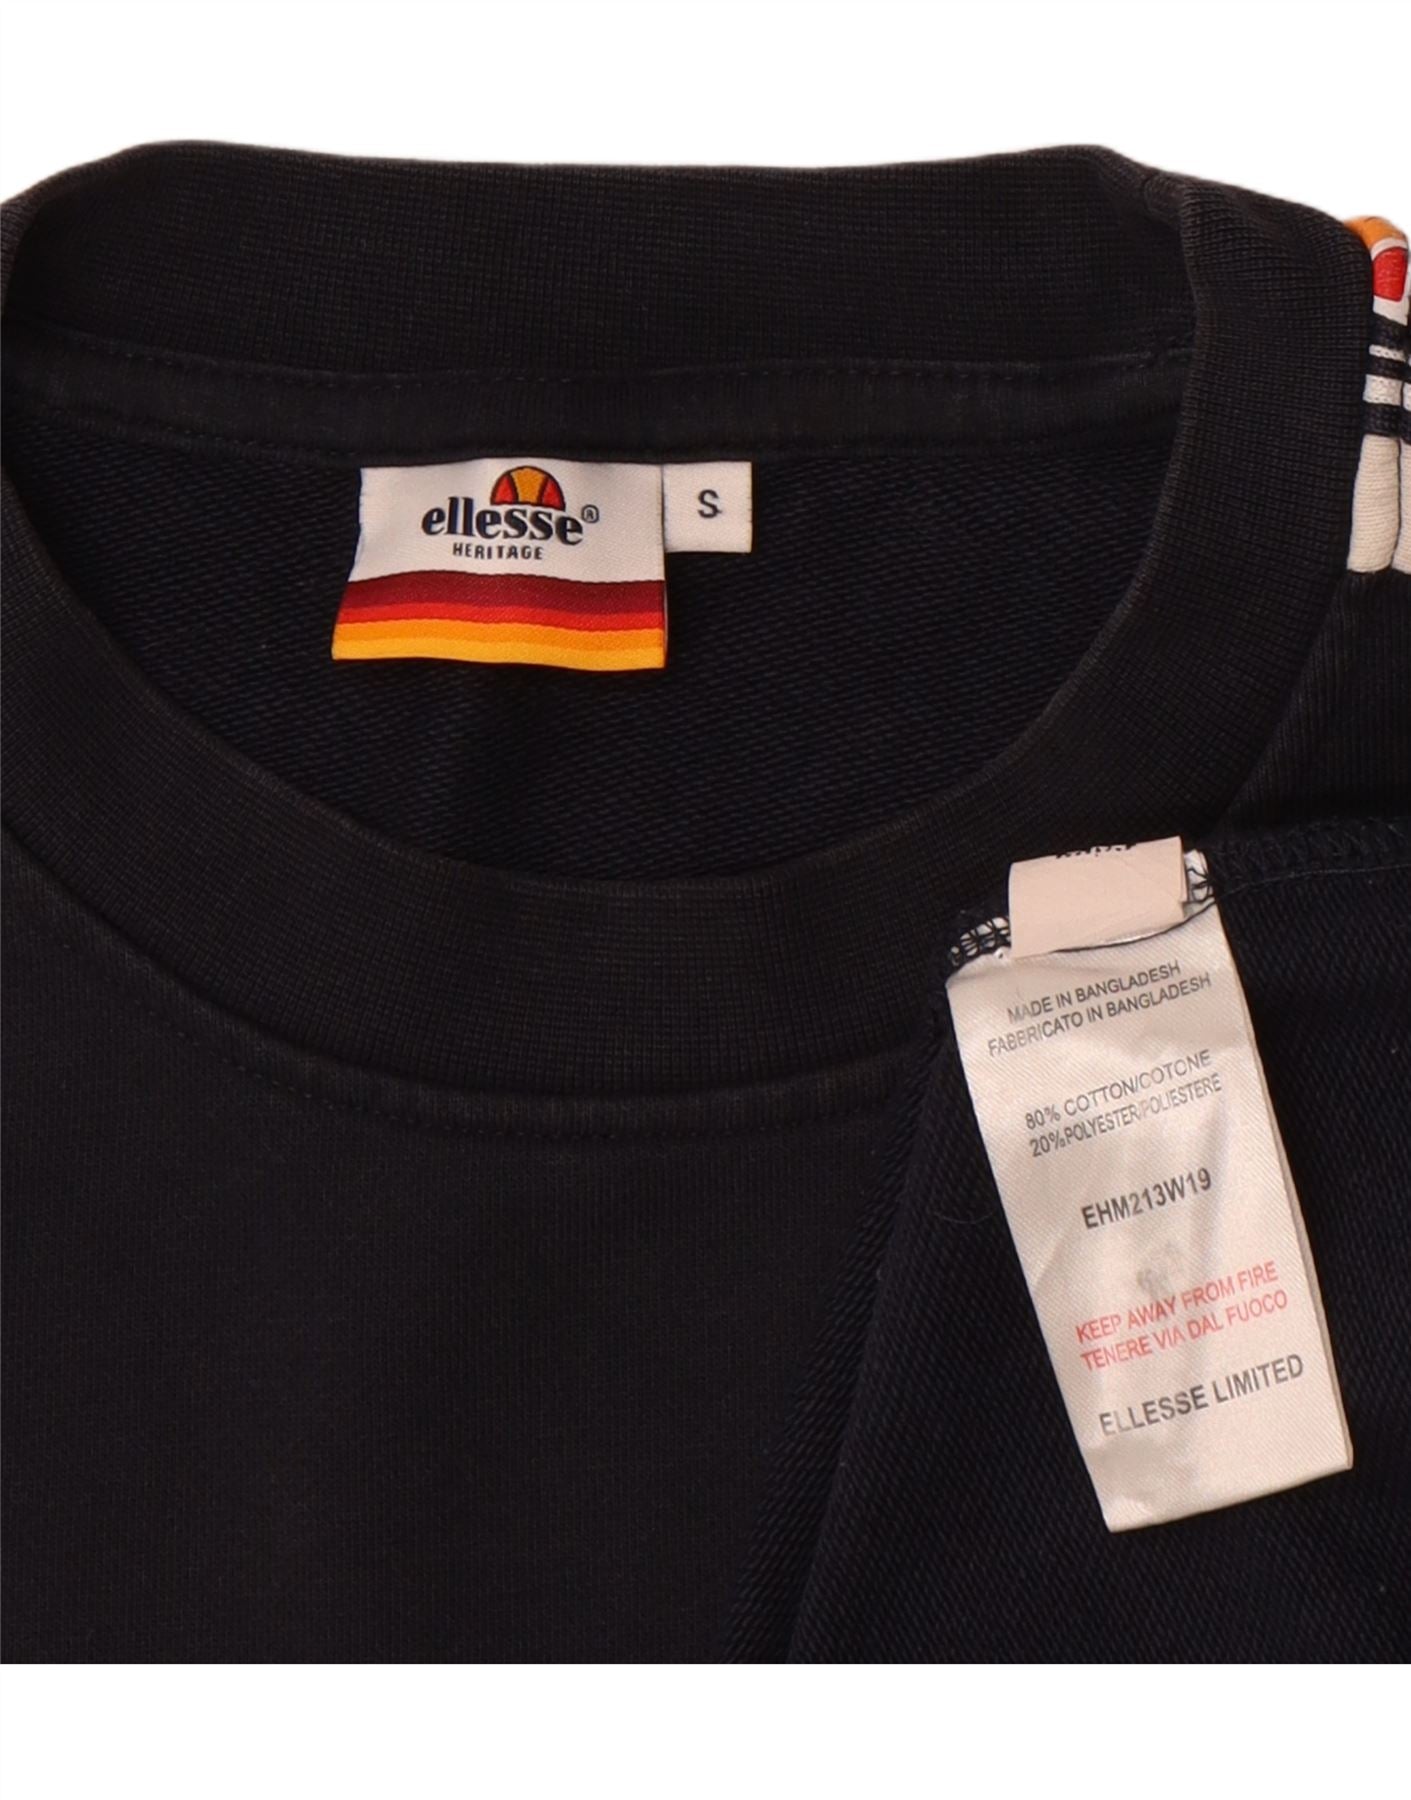 ellesse®
HERITAGE
S
MADE IN BANGLADESH
FABBRICATO IN BANGLADESH
80% COTTON/COTONE
20%POLYESTER/POLIESTERE
EHM213W19
KEEP AWAY FROM FIRE
TENERE VIA DAL FUOCO
ELLESSE LIMITED